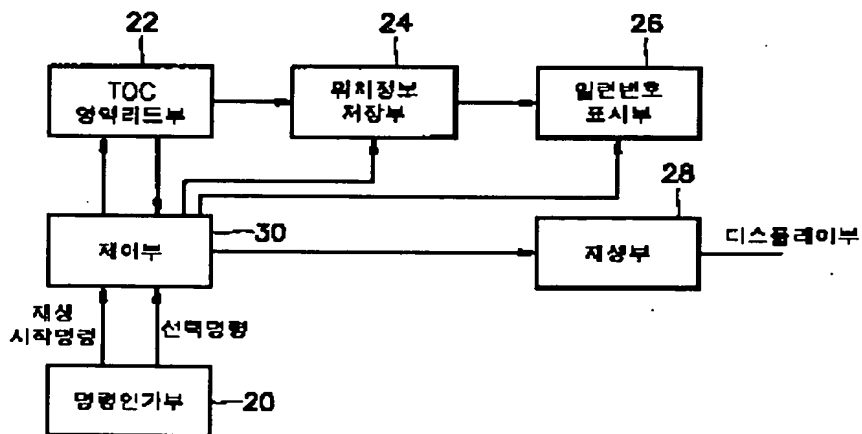 22
24
26
TOC
영역리드부
위치정보
저장부
일련번호
표시부
28
제어부
30
재생부
디스플레이부
재생
시작명령
선택명령
명령인가부
20